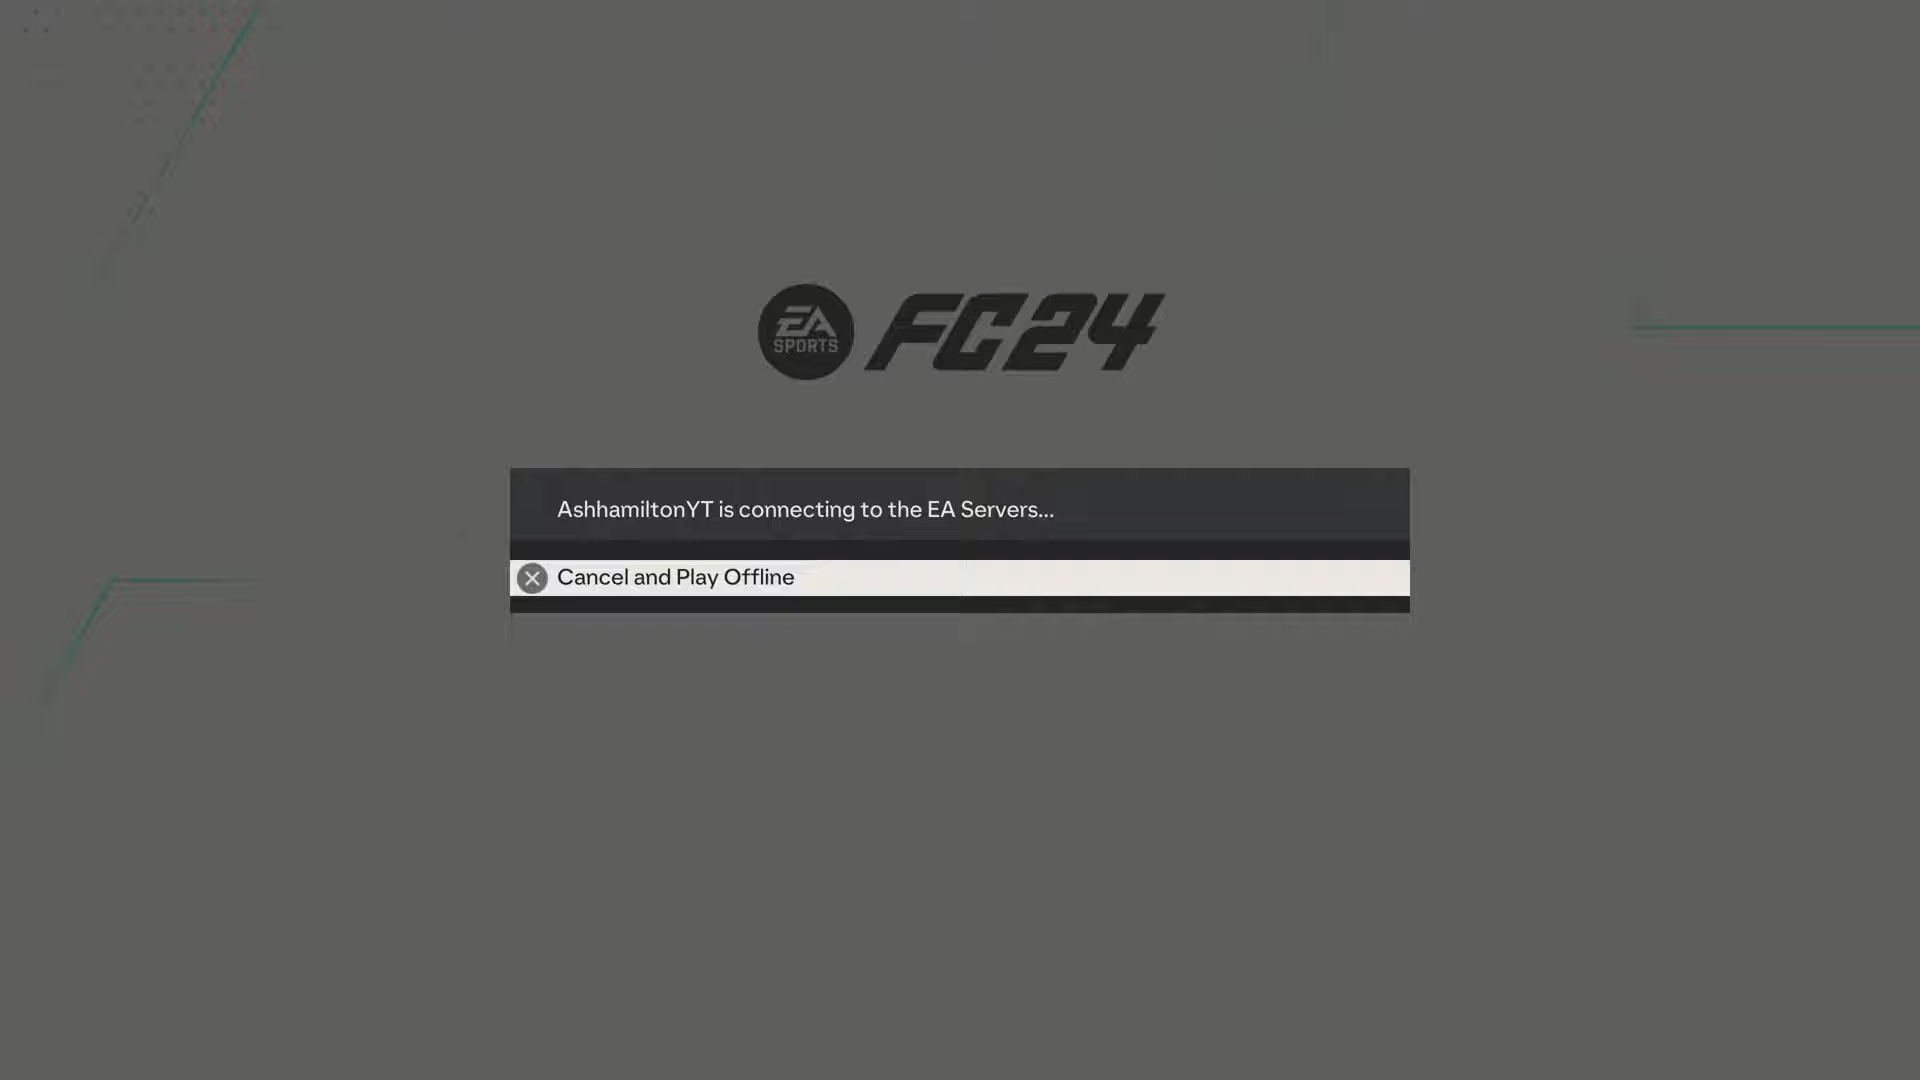 EA
SPORTS
FC24
AshhamiltonYT is connecting to the EA Servers...
Cancel and Play Offline